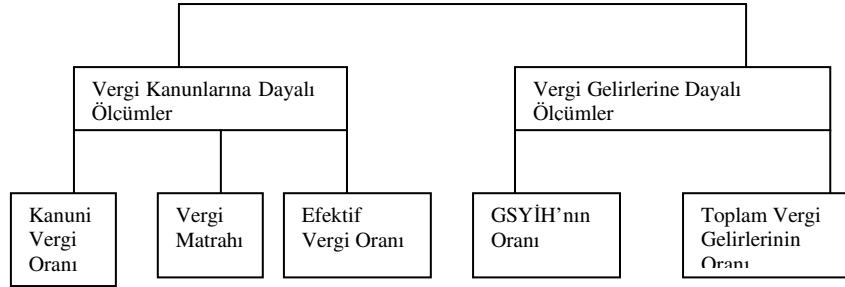 Vergi Kanunlarına Dayalı
Ölçümler
Vergi Gelirlerine Dayalı
Ölçümler
Kanuni
Vergi
Oranı
Vergi
Matrahı
Efektif
Vergi Oranı
GSYİH’nın
Oranı
Toplam Vergi
Gelirlerinin
Oranı